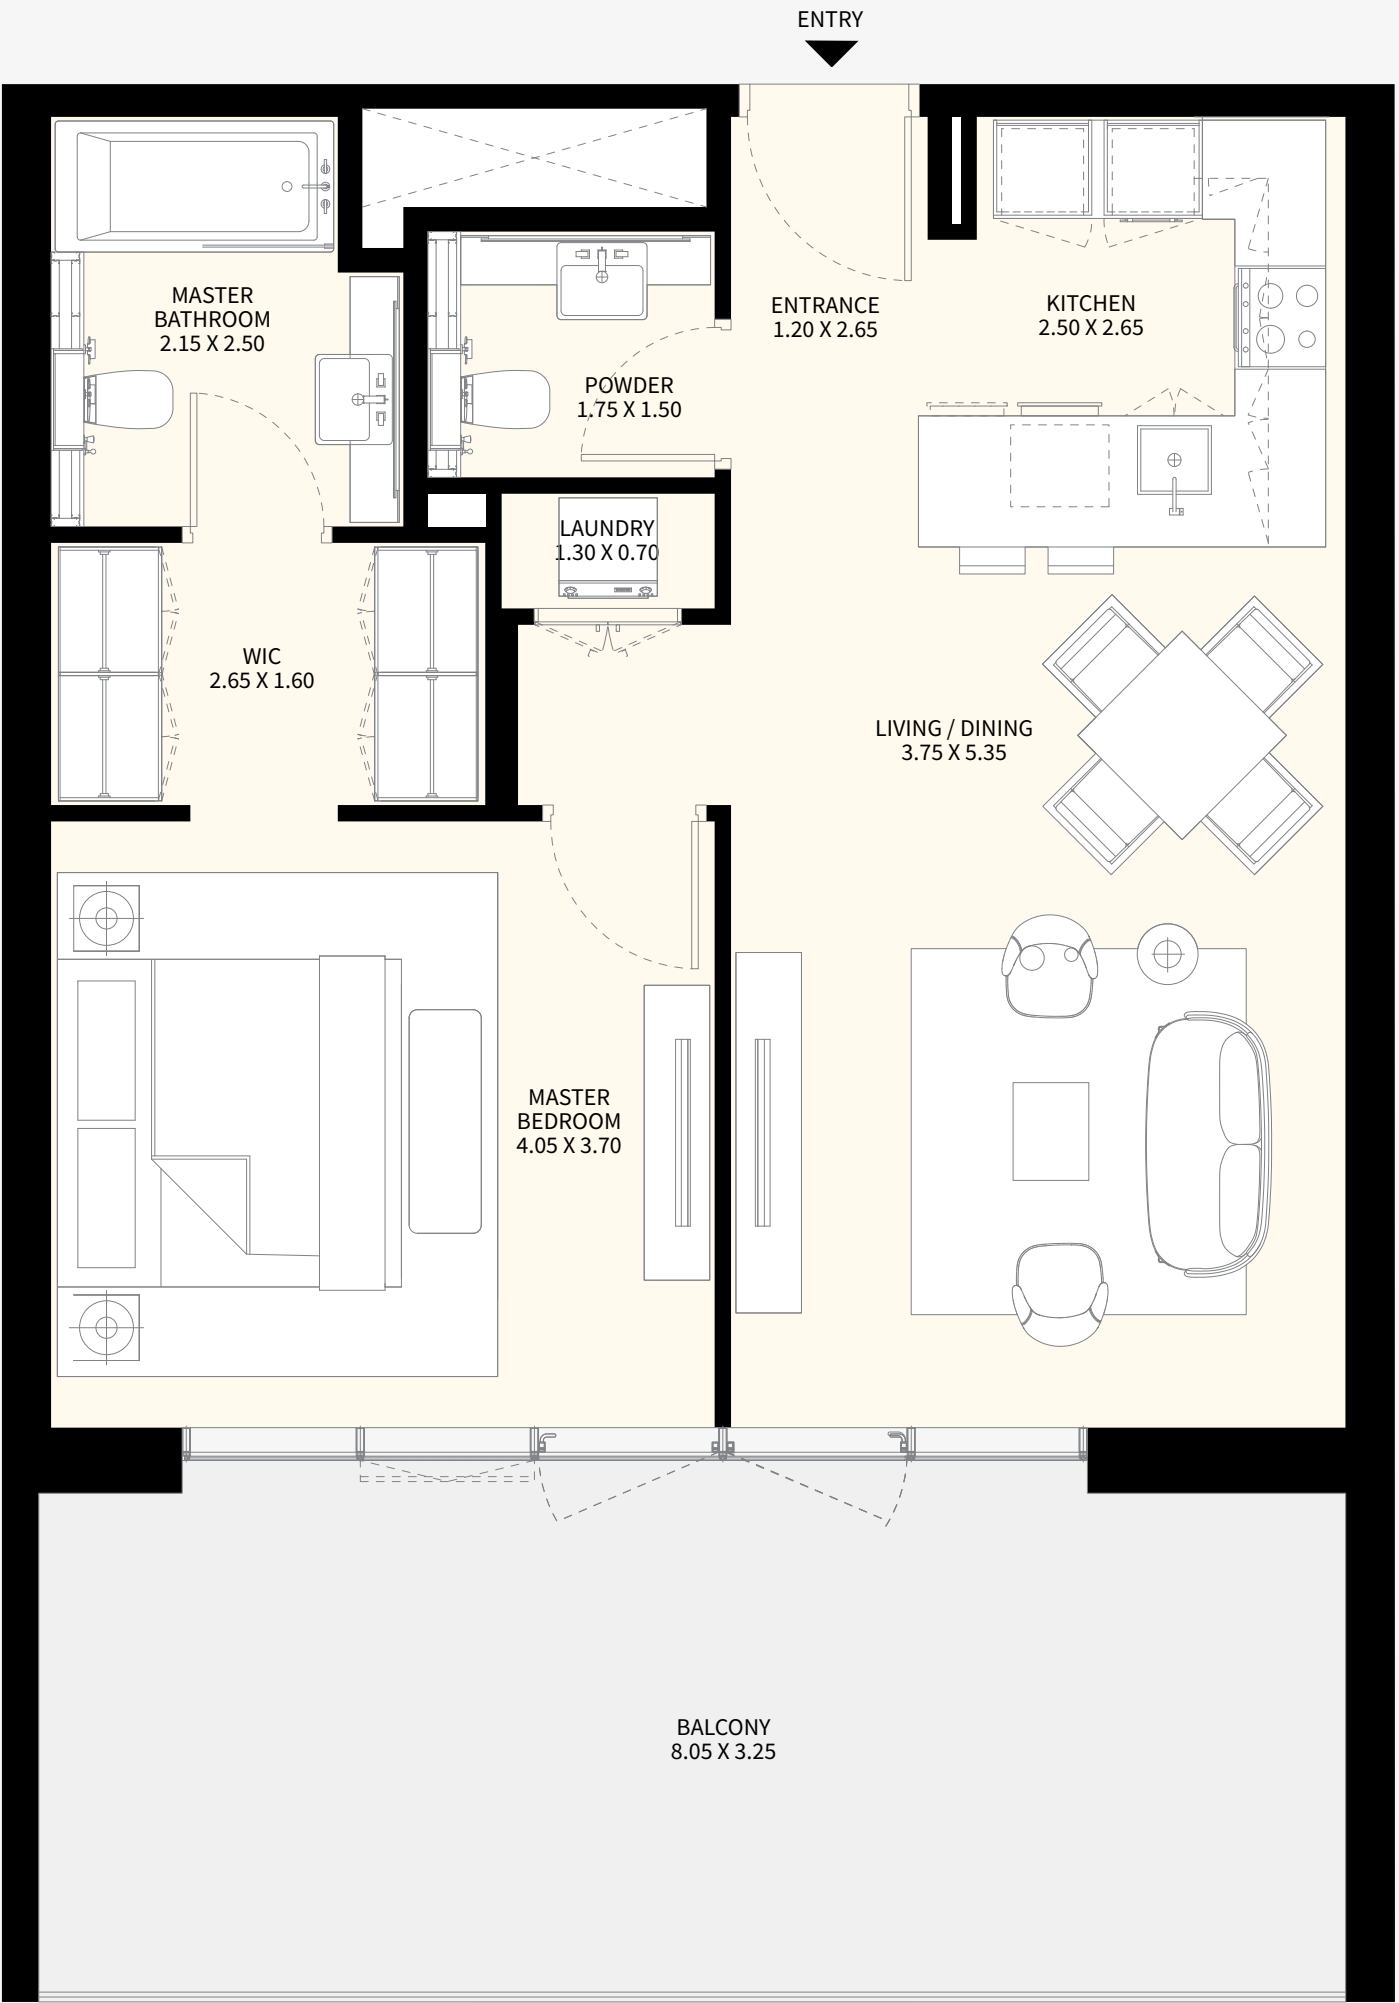 ENTRY
MASTER
BATHROOM
2.15 X 2.50
ENTRANCE
1.20 X 2.65
KITCHEN
2.50 X 2.65
POWDER
1.75 X 1.50
LAUNDRY
1.30 X 0.70
WIC
2.65 X 1.60
LIVING / DINING
3.75 X 5.35
MASTER
BEDROOM
4.05 X 3.70
BALCONY
8.05 X 3.25